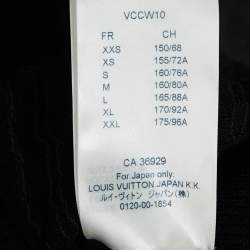 VCCW10
FR CH
XXS 150/68
XS 155/72A
S 160/76A
M 160/80A
L 165/88A
XL 170/92A
XXL 175/96A
CA 36929
For Japan only:
LOUIS VUITTON JAPAN K.K.
ルイ・ヴィトン ジャパン(株)
0120-00-1854